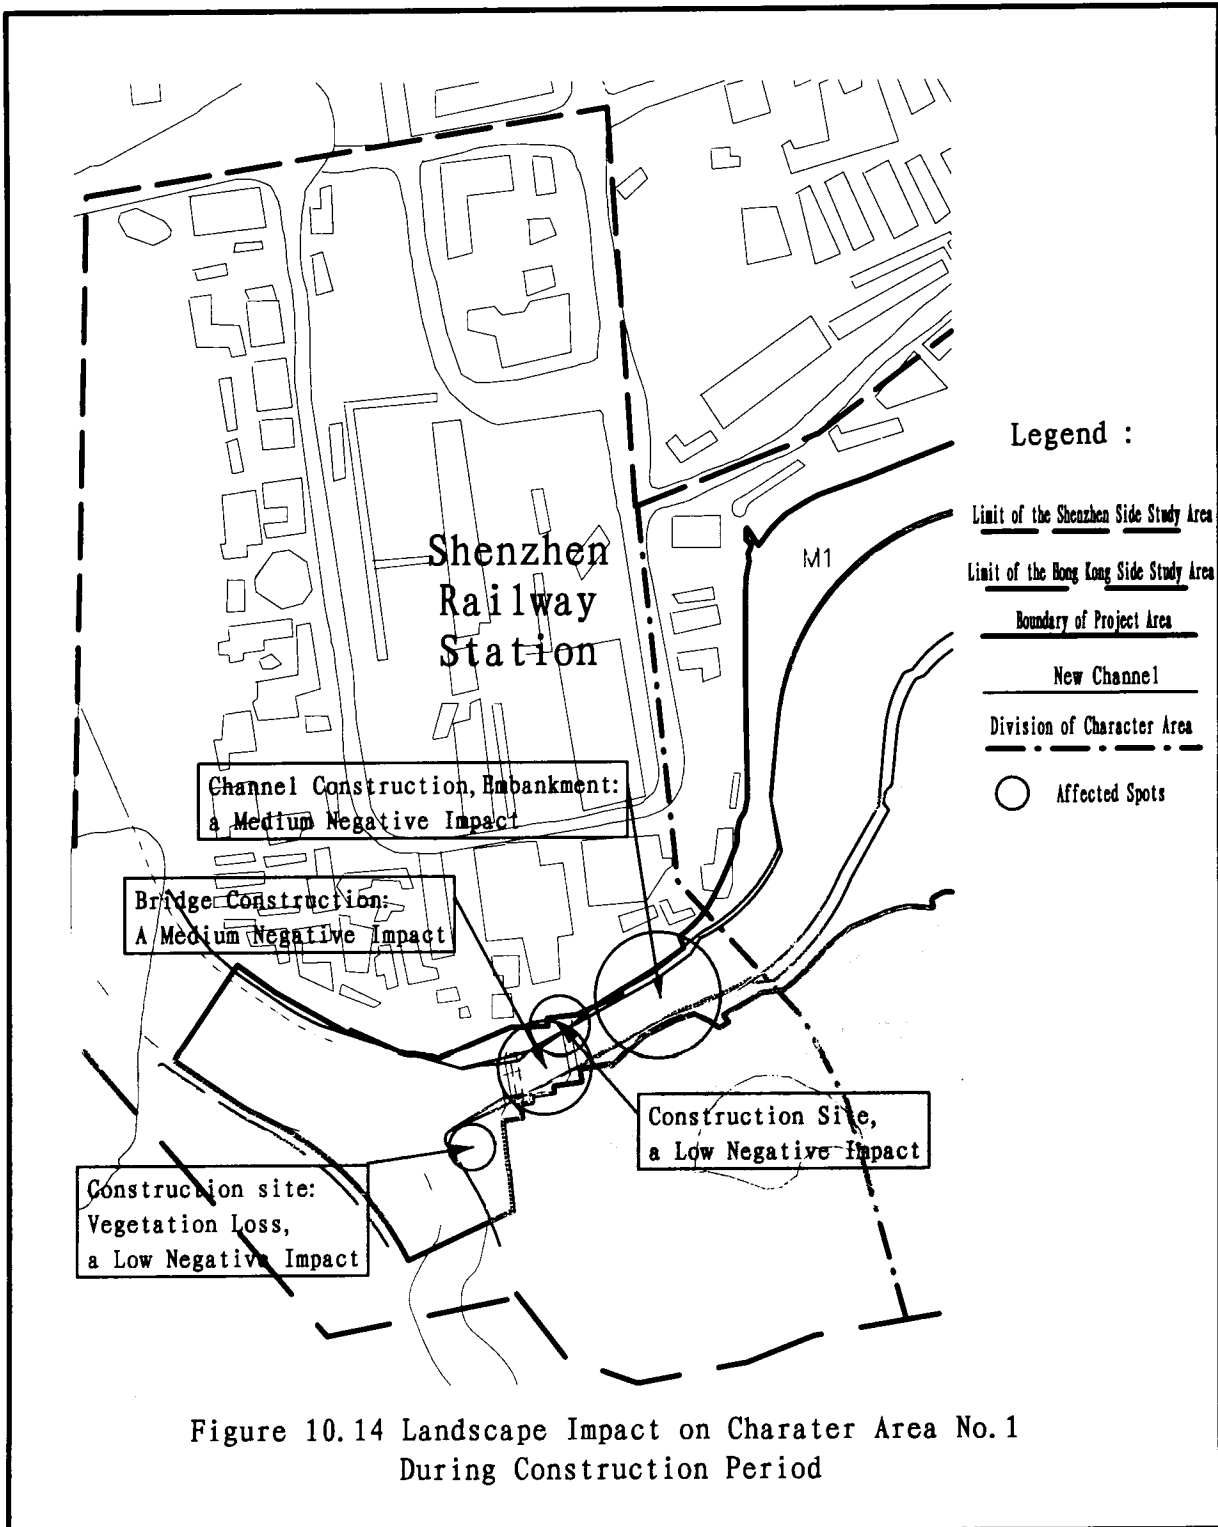 Legend :
Limit of the Shenzhen Side Study Area
Limit of the Hong Kong Side Study Area
Boundary of Project Area
New Channel
Division of Character Area
Affected Spots
M1
Shenzhen
Railway
Station
Channel Construction, Embankment:
a Medium Negative Impact
Bridge Construction:
A Medium Negative Impact
Construction Site,
a Low Negative Impact
Construction site:
Vegetation Loss,
a Low Negative Impact
Figure 10.14 Landscape Impact on Charater Area No.1
During Construction Period